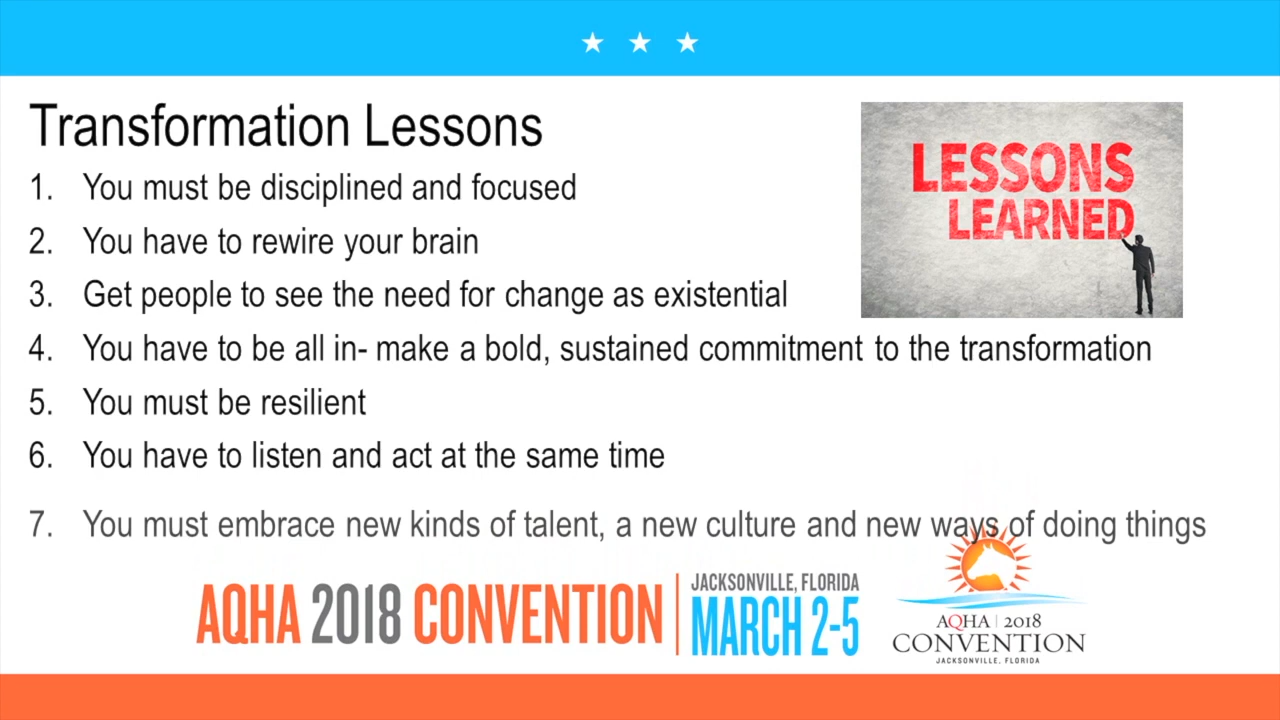 Transformation Lessons
1. You must be disciplined and focused
2. You have to rewire your brain
3. Get people to see the need for change as existential
4. You have to be all in- make a bold, sustained commitment to the transformation
5. You must be resilient
6. You have to listen and act at the same time
7. You must embrace new kinds of talent, a new culture and new ways of doing things
LESSONS
LEARNED
AQHA 2018 CONVENTION
JACKSONVILLE, FLORIDA
MARCH 2-5
AQHA | 2018
CONVENTION
JACKSONVILLE, FLORIDA